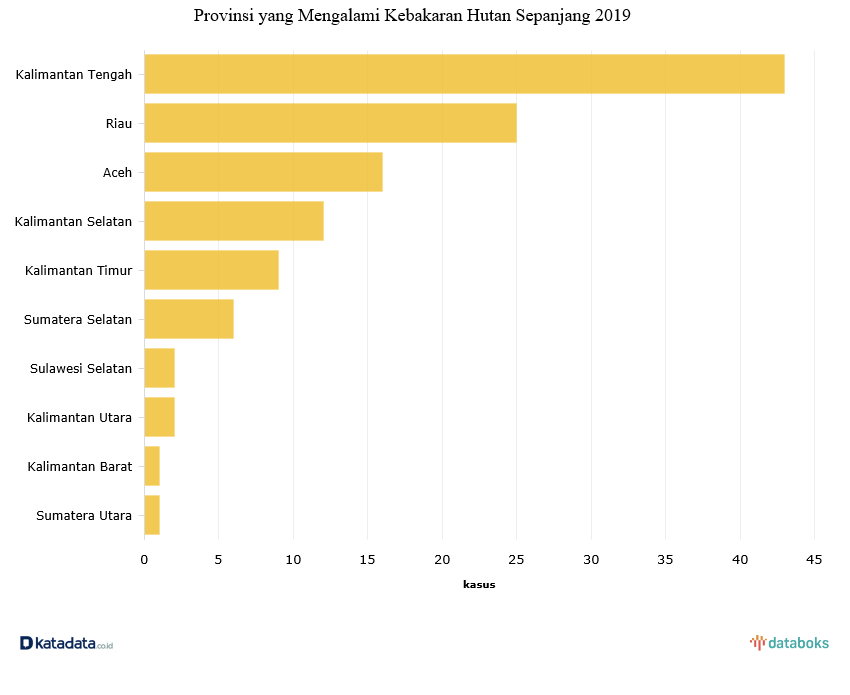 Provinsi yang Mengalami Kebakaran Hutan Sepanjang 2019
Kalimantan Tengah
Riau
Aceh
Kalimantan Selatan
Kalimantan Timur
Sumatera Selatan
Sulawesi Selatan
Kalimantan Utara
Kalimantan Barat
Sumatera Utara
0 5 10 15 20 25 30 35 40 45
kasus
katadata.co.id databoks